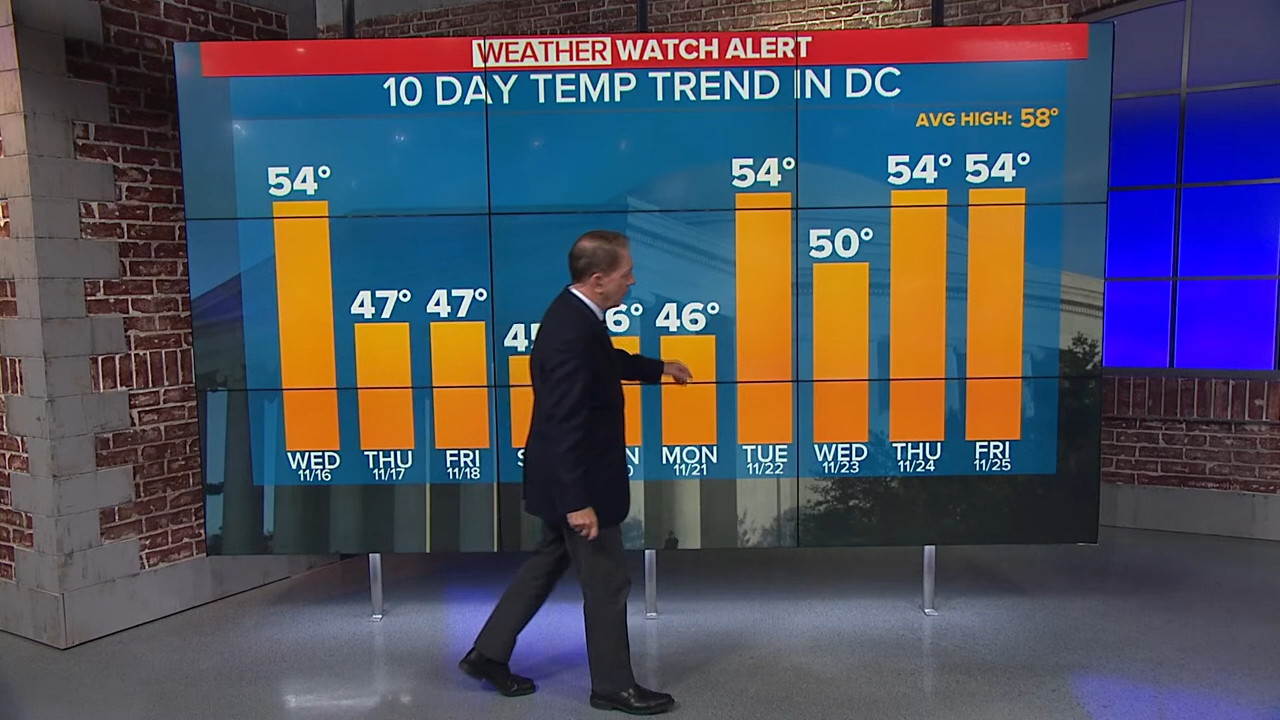 WEATHER WATCH ALERT
10 DAY TEMP TREND IN DC
AVG HIGH: 58°
54° 47° 47° 46° 54° 50° 54° 54°
WED THU FRI MON TUE WED THU FRI
11/16 11/17 11/18 11/21 11/22 11/23 11/24 11/25